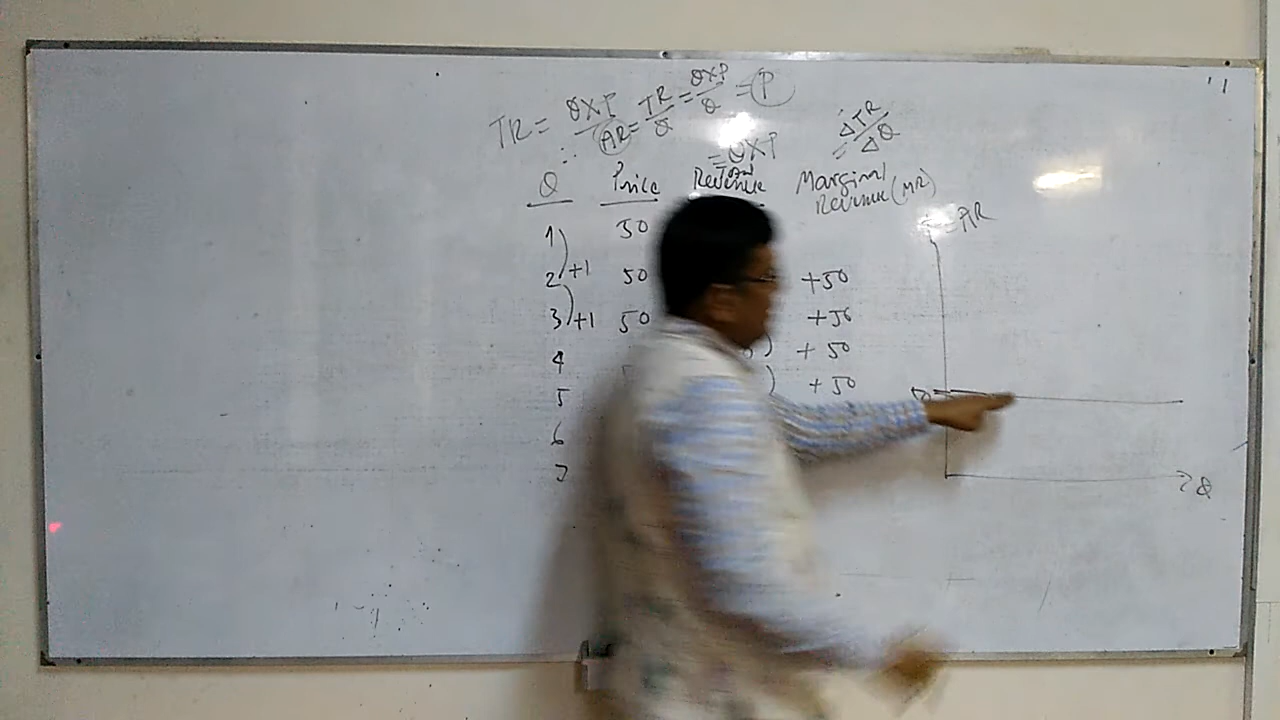 TR = Q×P
∴ AR = TR/Q = Q×P/Q = P
= Q×P
ΔTR/ΔQ
Q Price Total Revenue Marginal Revenue (MR)
1 50
2 +1 50 +50
3 +1 50 +50
4 + 50
5 + 50
6
7
= AR
Q